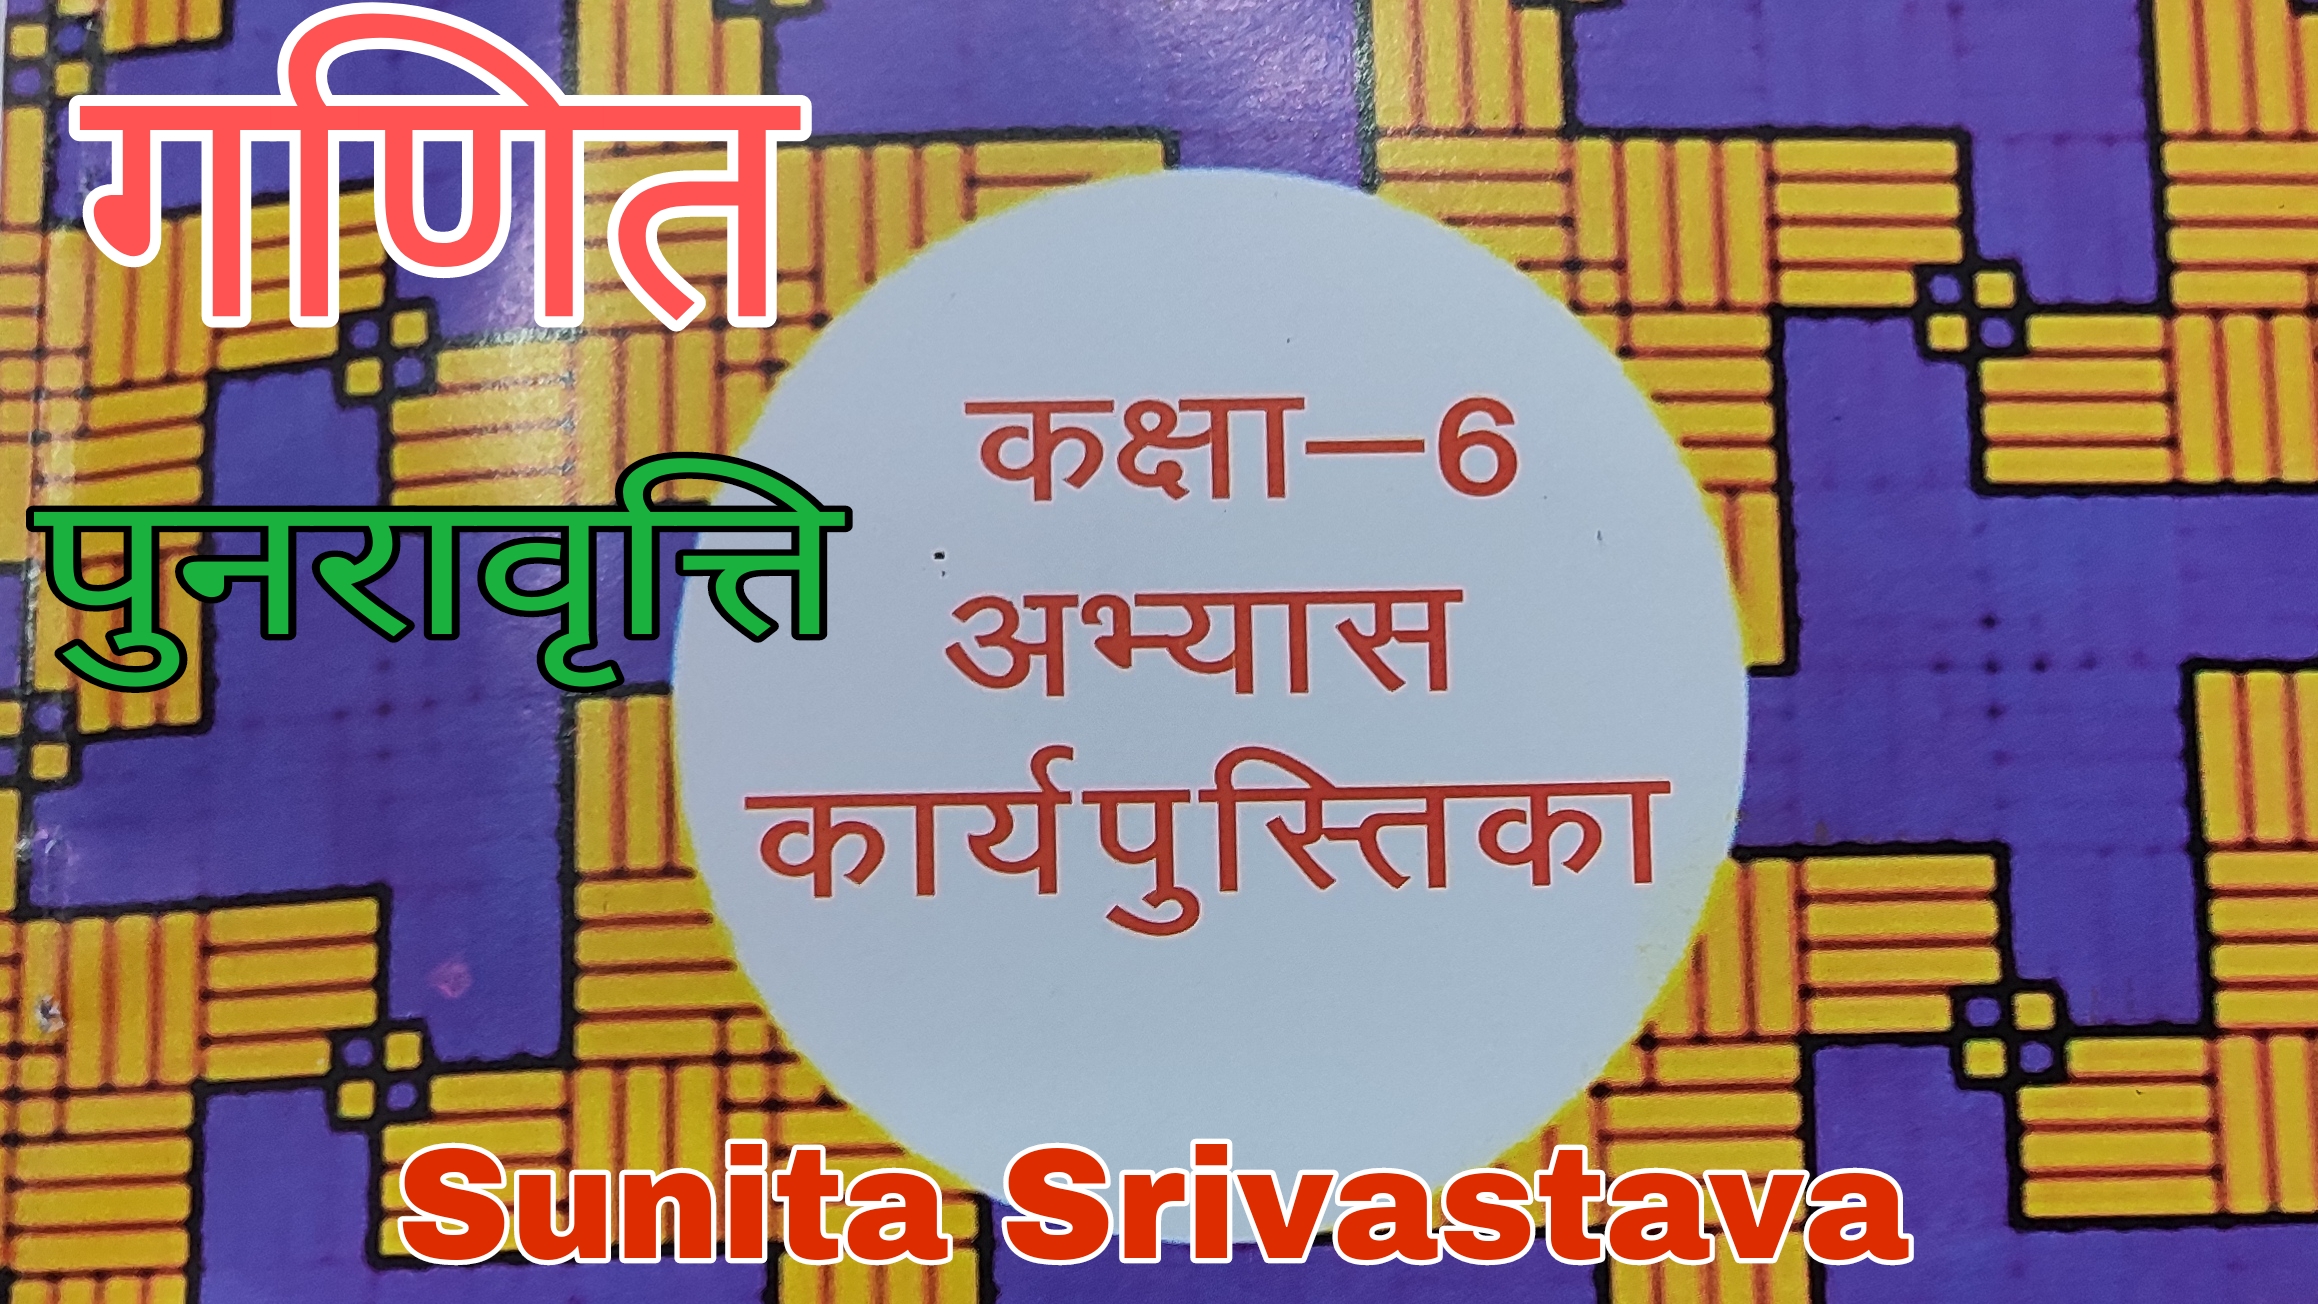 गणित
पुनरावृत्ति
कक्षा—6
अभ्यास
कार्यपुस्तिका
Sunita Srivastava